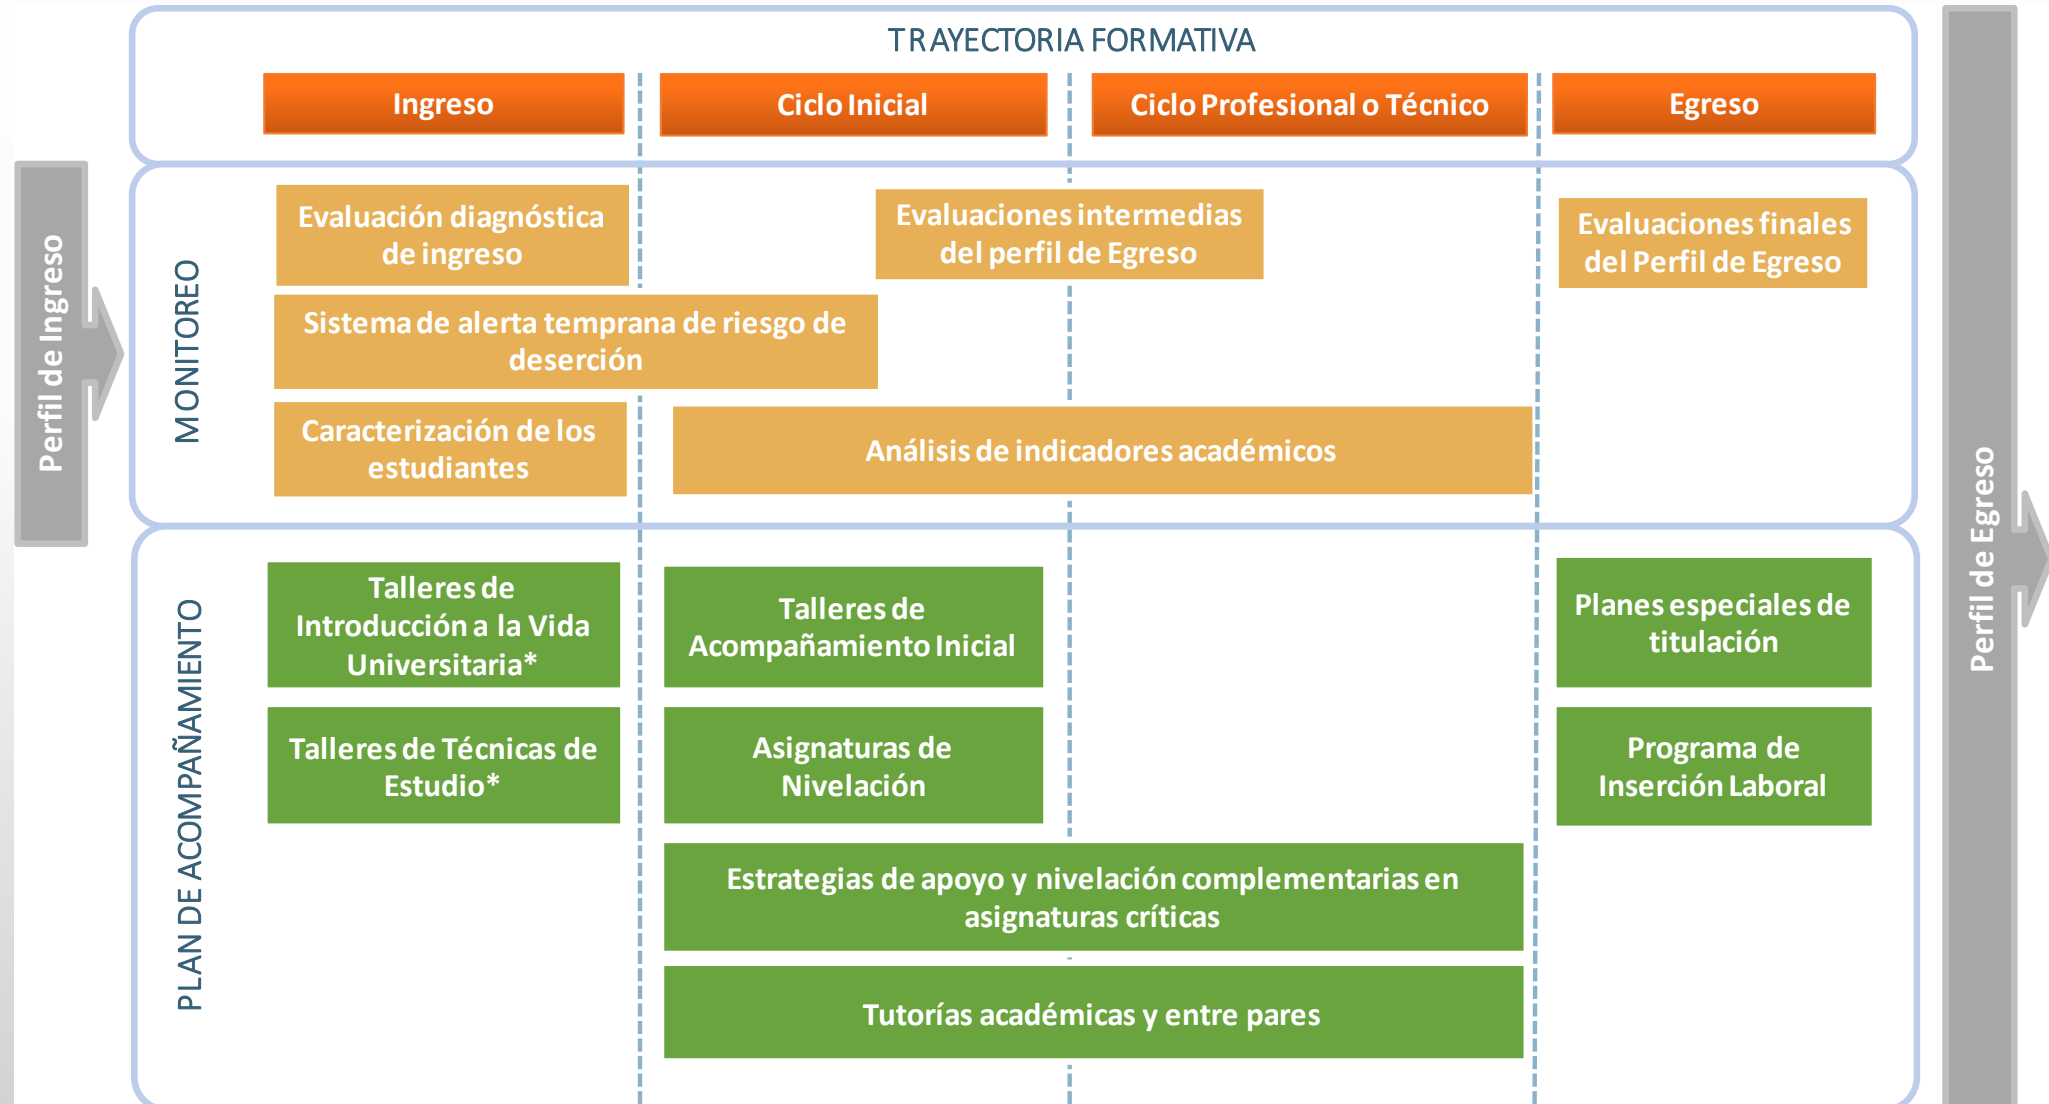 TRAYECTORIA FORMATIVA
Ingreso
Ciclo Inicial
Ciclo Profesional o Técnico
Egreso
Perfil de Ingreso
MONITOREO
Evaluación diagnóstica
de ingreso
Evaluaciones intermedias
del perfil de Egreso
Evaluaciones finales
del Perfil de Egreso
Sistema de alerta temprana de riesgo de
deserción
Caracterización de los
estudiantes
Análisis de indicadores académicos
PLAN DE ACOMPAÑAMIENTO
Talleres de
Introducción a la Vida
Universitaria*
Talleres de
Acompañamiento Inicial
Planes especiales de
titulación
Talleres de Técnicas de
Estudio*
Asignaturas de
Nivelación
Programa de
Inserción Laboral
Estrategias de apoyo y nivelación complementarias en
asignaturas críticas
Tutorías académicas y entre pares
Perfil de Egreso